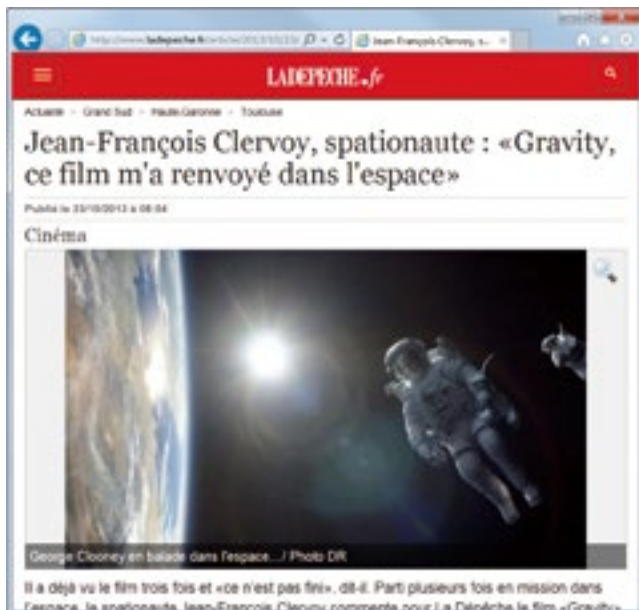 LADEPECHE.fr
Actualité > Grand Sud > Haute-Garonne > Toulouse
Jean-François Clervoy, spationaute : «Gravity,
ce film m'a renvoyé dans l'espace»
Publié le 23/10/2013 à 08:04
Cinéma
George Clooney en balade dans l'espace.../ Photo DR
Il a déjà vu le film trois fois et «ce n'est pas fini», dit-il. Parti plusieurs fois en mission dans
l'espace, le spationaute Jean-François Clervoy commente pour La Dépêche le film «Gravity»